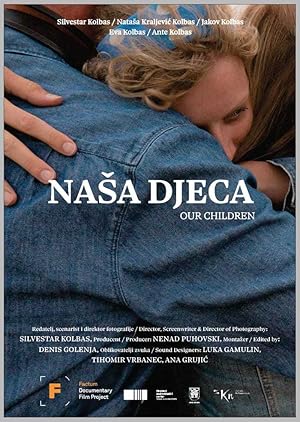 Silvestar Kolbas / Nataša Kraljević Kolbas / Jakov Kolbas
Eva Kolbas / Ante Kolbas
NAŠA DJECA
OUR CHILDREN
Redatelj, scenarist i direktor fotografije / Director, Screenwriter & Director of Photography:
SILVESTAR KOLBAS, Producent / Producer: NENAD PUHOVSKI, Montažer / Edited by:
DENIS GOLENJA, Oblikovatelji zvuka / Sound Designers: LUKA GAMULIN,
TIHOMIR VRBANEC, ANA GRUJIĆ
F
Factum
Documentary
Film Project